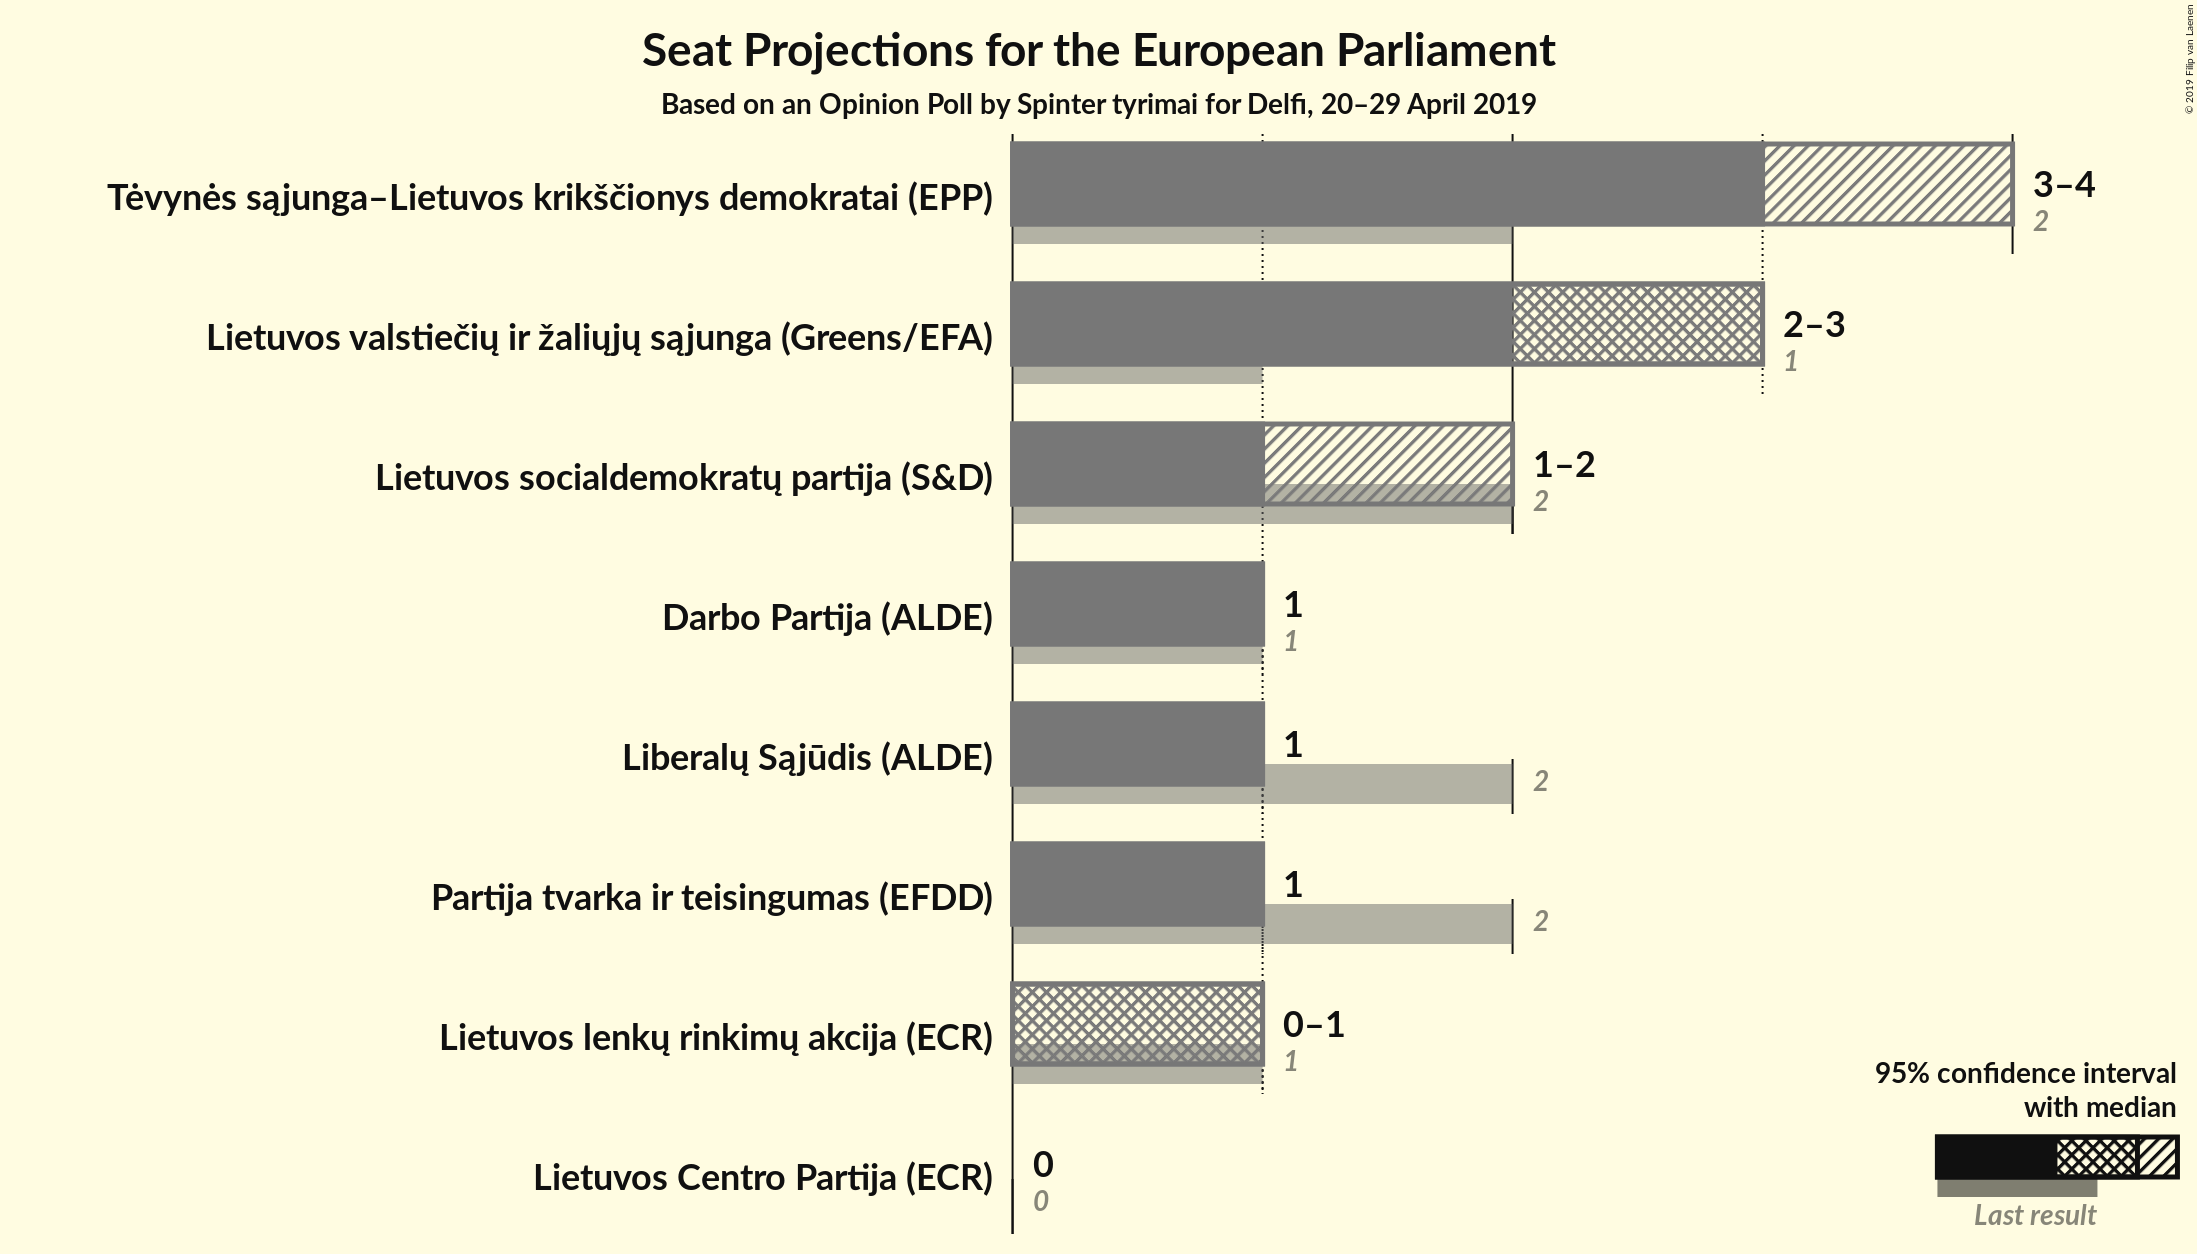 Seat Projections for the European Parliament
Based on an Opinion Poll by Spinter tyrimai for Delfi, 20–29 April 2019
© 2019 Filip van Laenen
Tėvynės sąjunga–Lietuvos krikščionys demokratai (EPP)
3–4
2
Lietuvos valstiečių ir žaliųjų sąjunga (Greens/EFA)
2–3
1
Lietuvos socialdemokratų partija (S&D)
1–2
2
Darbo Partija (ALDE)
1
1
Liberalų Sąjūdis (ALDE)
1
2
Partija tvarka ir teisingumas (EFDD)
1
2
Lietuvos lenkų rinkimų akcija (ECR)
0–1
1
Lietuvos Centro Partija (ECR)
0
0
95% confidence interval
with median
Last result